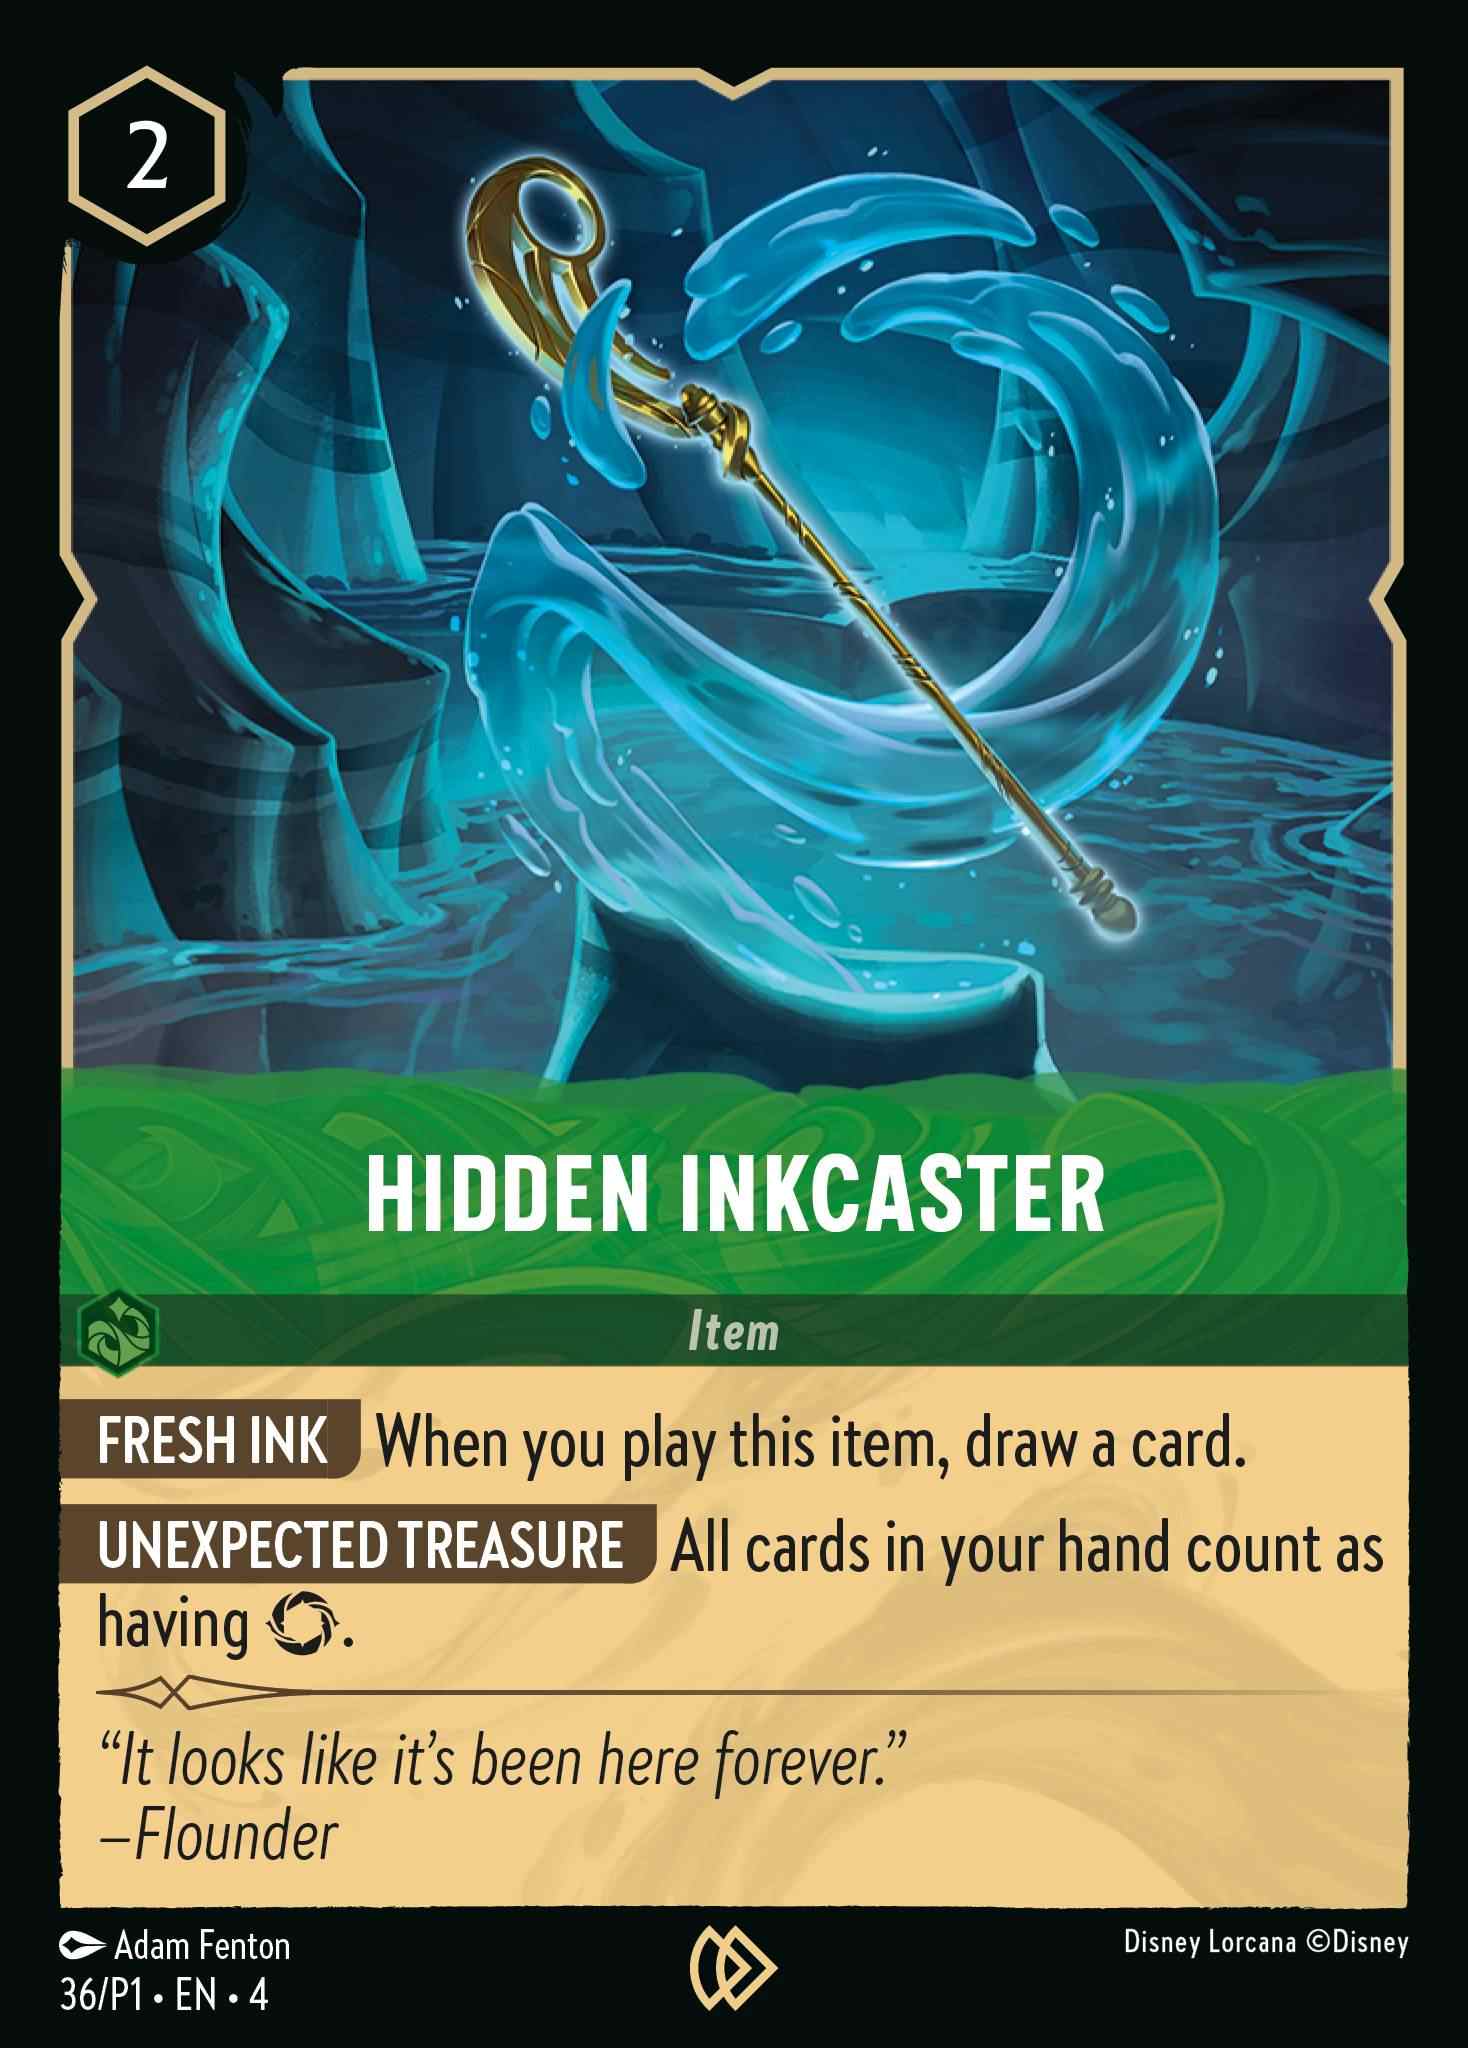 2
HIDDEN INKCASTER
Item
FRESH INK When you play this item, draw a card.
UNEXPECTED TREASURE All cards in your hand count as
having .
“It looks like it’s been here forever.”
–Flounder
Adam Fenton
36/P1 • EN • 4
Disney Lorcana ©Disney